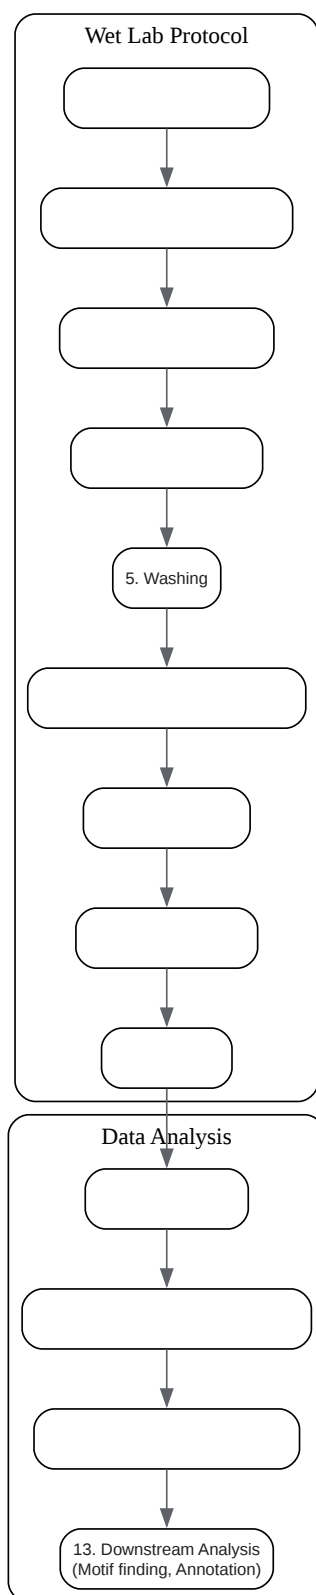 Wet Lab Protocol
5. Washing
Data Analysis
13. Downstream Analysis
(Motif finding, Annotation)